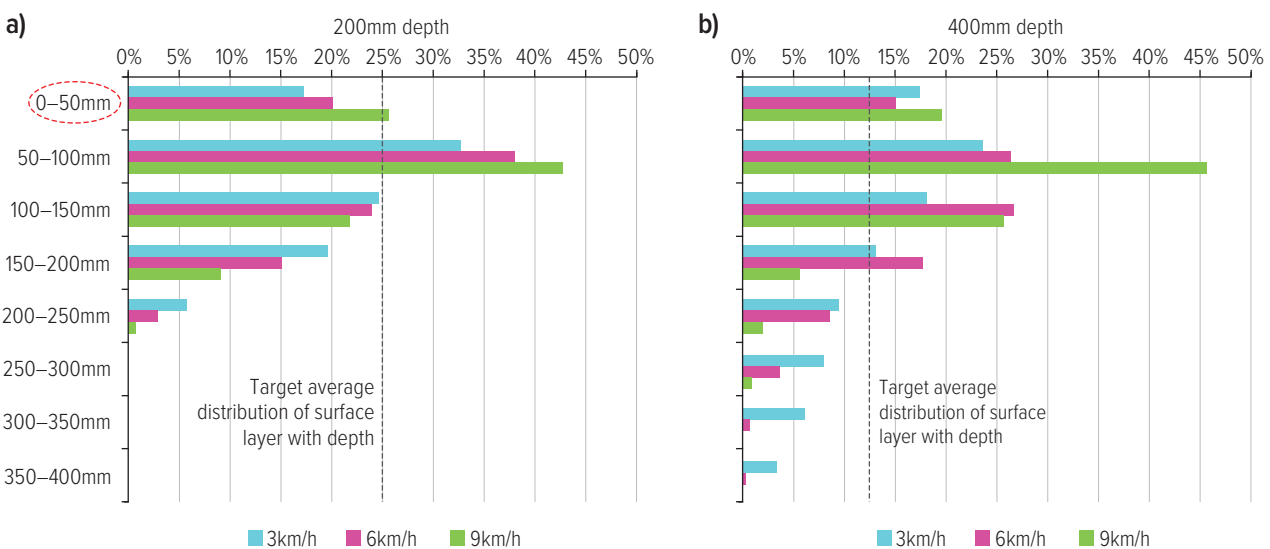 a)
200mm depth
0% 5% 10% 15% 20% 25% 30% 35% 40% 45% 50%
0–50mm
50–100mm
100–150mm
150–200mm
200–250mm
250–300mm
300–350mm
350–400mm
Target average
distribution of surface
layer with depth
3km/h 6km/h 9km/h
b)
400mm depth
0% 5% 10% 15% 20% 25% 30% 35% 40% 45% 50%
Target average
distribution of surface
layer with depth
3km/h 6km/h 9km/h